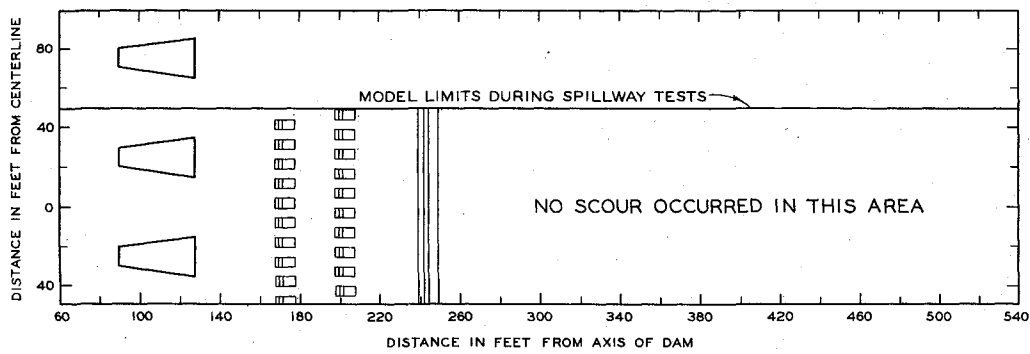 DISTANCE IN FEET FROM CENTERLINE
80
40
0
40
MODEL LIMITS DURING SPILLWAY TESTS
NO SCOUR OCCURRED IN THIS AREA
60 100 140 180 220 260 300 340 380 420 460 500 540
DISTANCE IN FEET FROM AXIS OF DAM